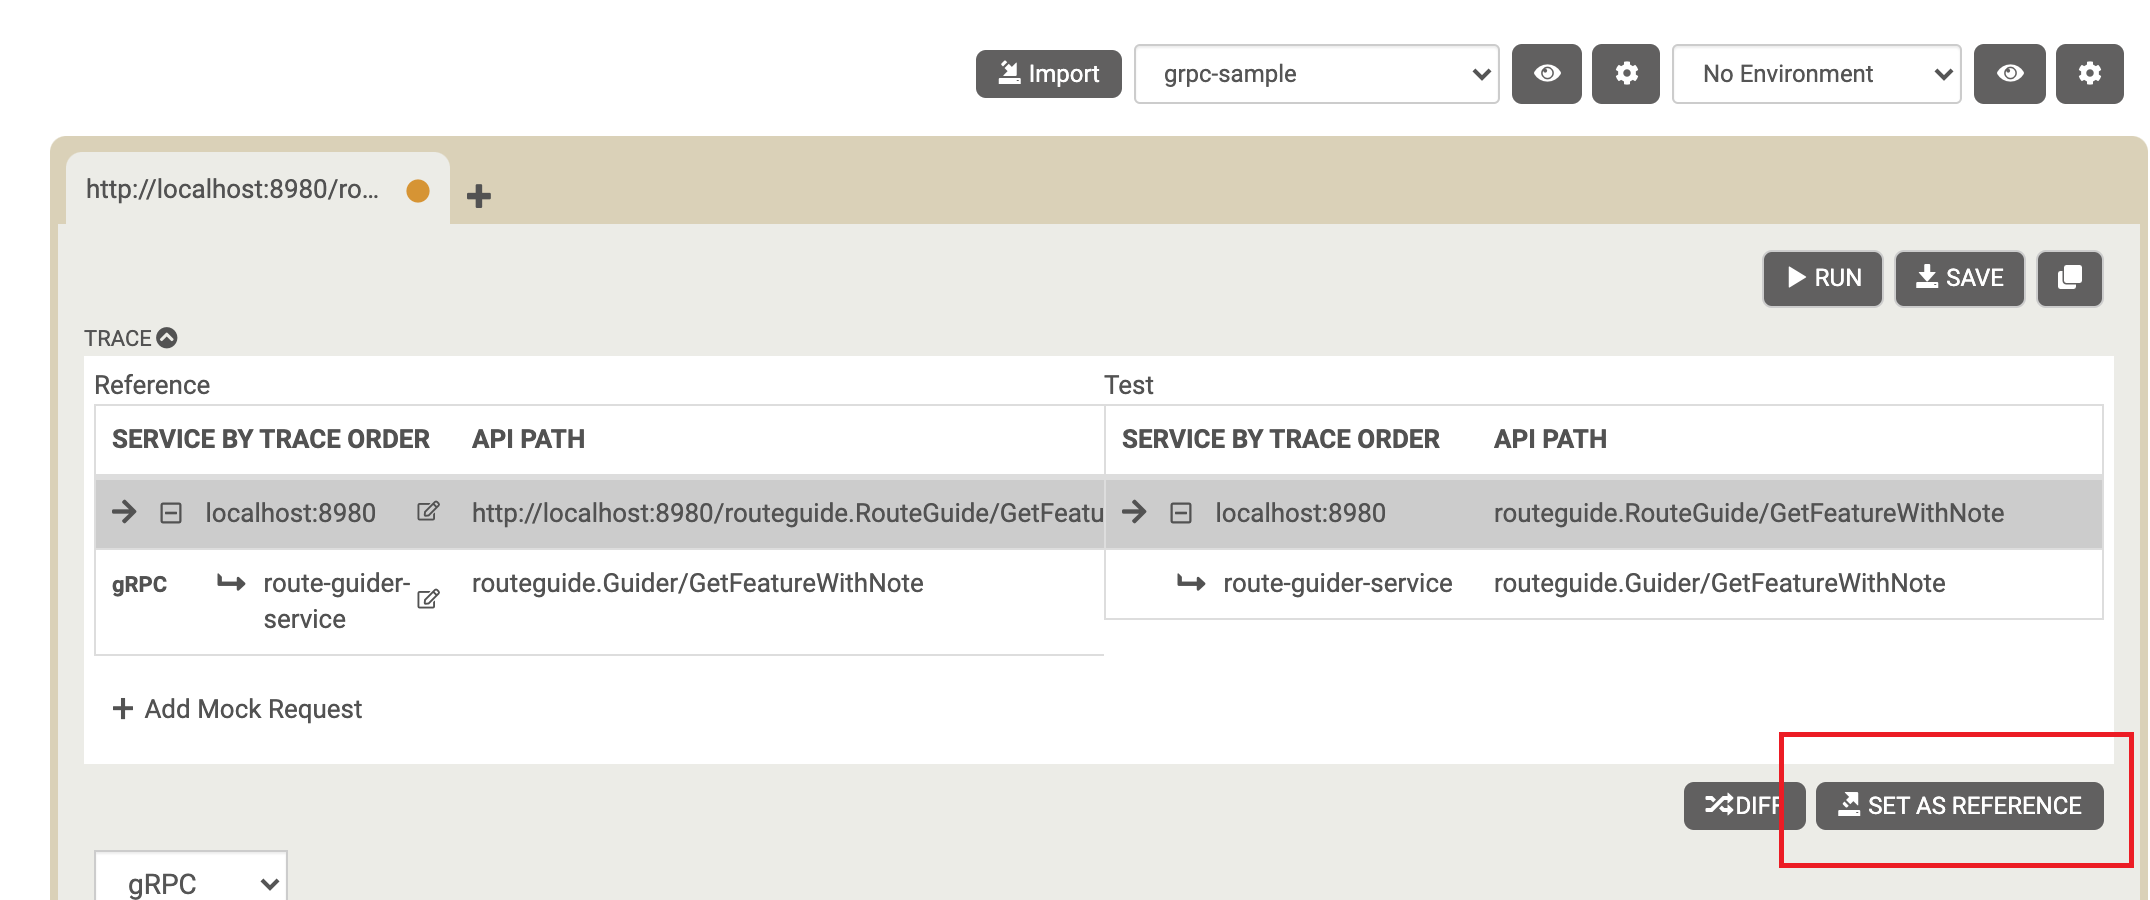 Import
grpc-sample
No Environment
http://localhost:8980/ro...
RUN
SAVE
TRACE
Reference
Test
SERVICE BY TRACE ORDER API PATH
SERVICE BY TRACE ORDER API PATH
localhost:8980 http://localhost:8980/routeguide.RouteGuide/GetFeatu
localhost:8980 routeguide.RouteGuide/GetFeatureWithNote
gRPC route-guider-service routeguide.Guider/GetFeatureWithNote
route-guider-service routeguide.Guider/GetFeatureWithNote
Add Mock Request
DIFF
SET AS REFERENCE
gRPC